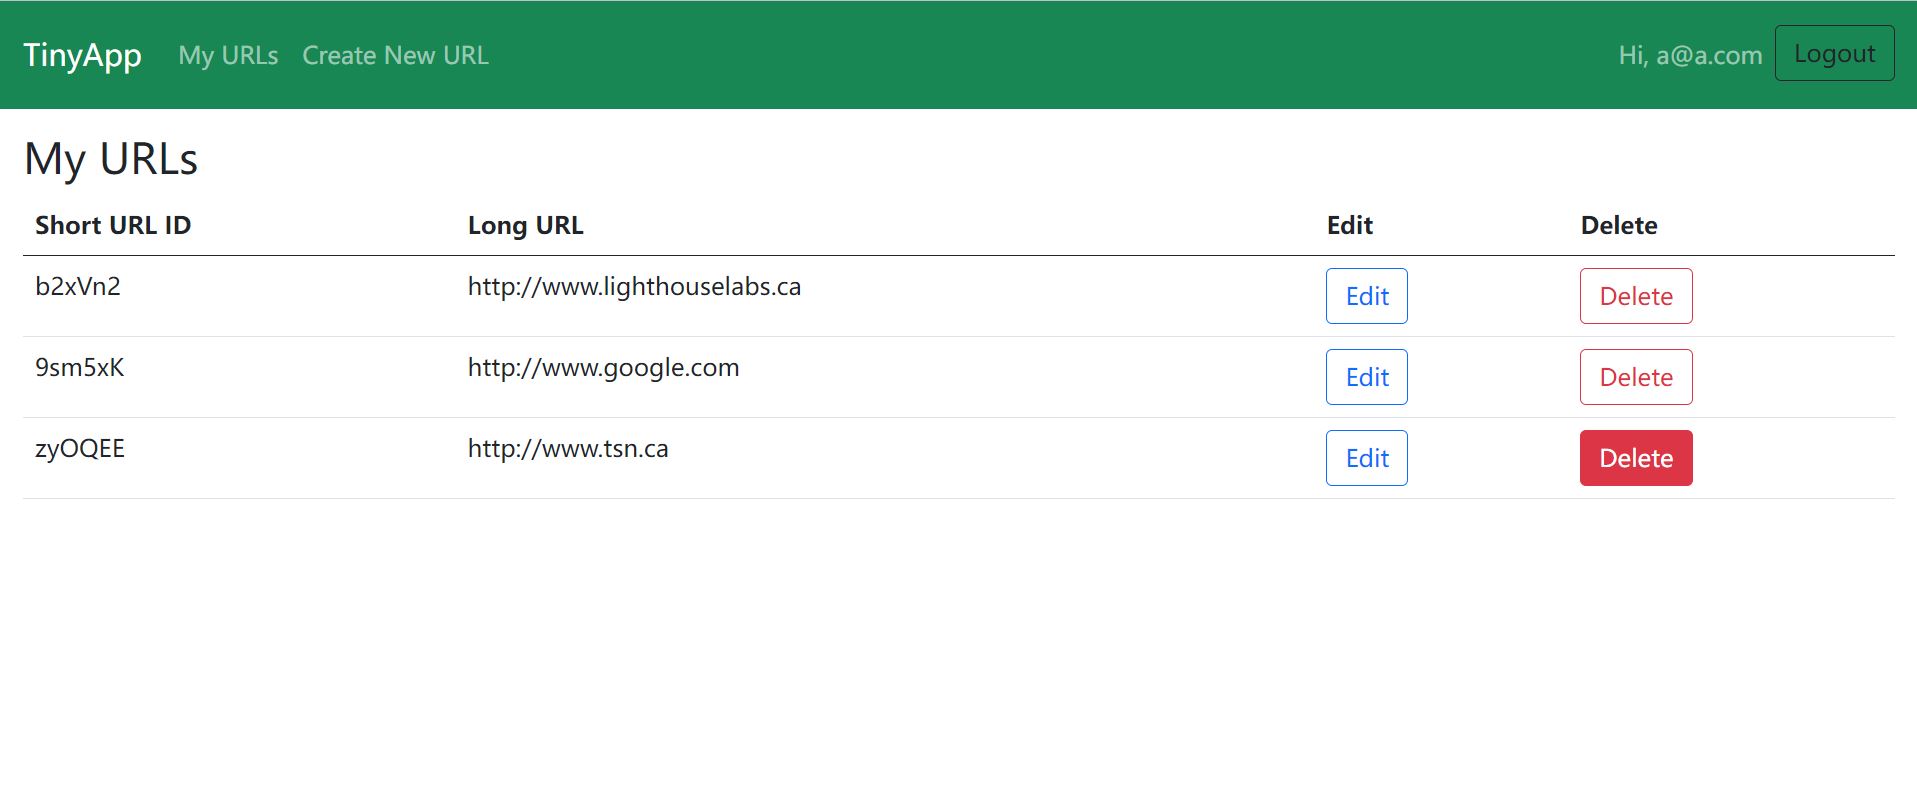 TinyApp My URLs Create New URL Hi, a@a.com Logout
My URLs
Short URL ID Long URL Edit Delete
b2xVn2 http://www.lighthouselabs.ca Edit Delete
9sm5xK http://www.google.com Edit Delete
zyOQEE http://www.tsn.ca Edit Delete